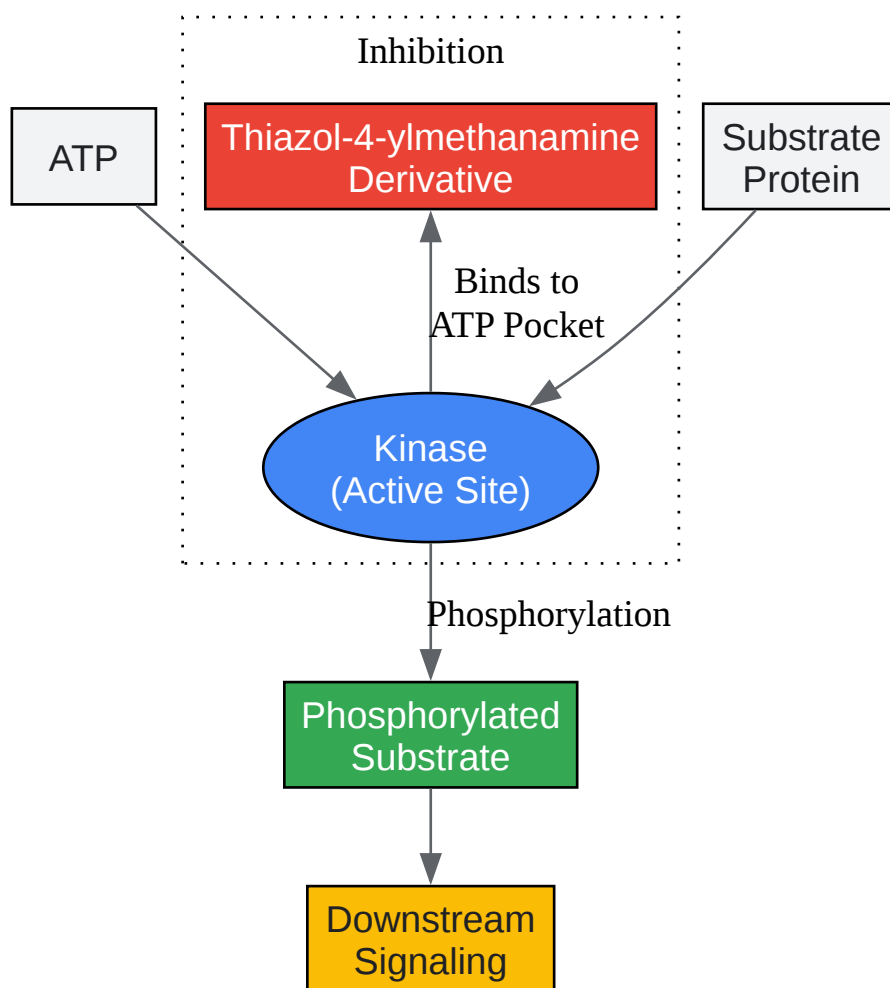 Inhibition
ATP
Thiazol-4-ylmethanamine
Derivative
Substrate
Protein
Binds to
ATP Pocket
Kinase
(Active Site)
Phosphorylation
Phosphorylated
Substrate
Downstream
Signaling